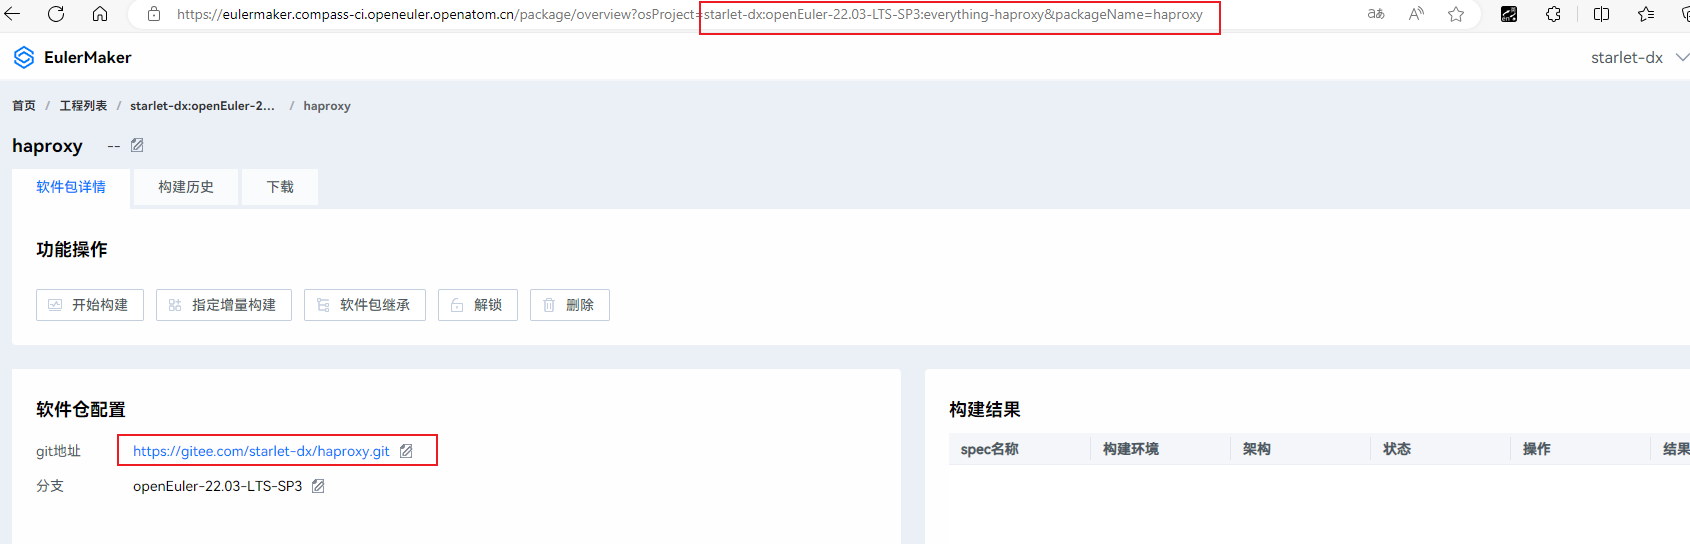 https://eulermaker.compass-ci.openeuler.openatom.cn/package/overview?osProject=starlet-dx:openEuler-22.03-LTS-SP3:everything-haproxy&packageName=haproxy
EulerMaker
starlet-dx
首页 / 工程列表 / starlet-dx:openEuler-2... / haproxy
haproxy --
软件包详情 构建历史 下载
功能操作
开始构建 指定增量构建 软件包继承 解锁 删除
软件仓配置
git地址 https://gitee.com/starlet-dx/haproxy.git
分支 openEuler-22.03-LTS-SP3
构建结果
spec名称 构建环境 架构 状态 操作 结果